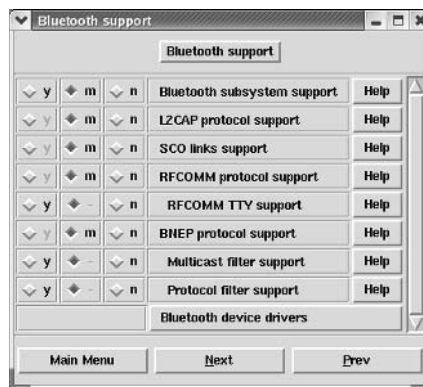 Bluetooth support
Bluetooth support
y m n Bluetooth subsystem support Help
y m n L2CAP protocol support Help
y m n SCO links support Help
y m n RFCOMM protocol support Help
y - n RFCOMM TTY support Help
y m n BNEP protocol support Help
y - n Multicast filter support Help
y - n Protocol filter support Help
Bluetooth device drivers
Main Menu Next Prev